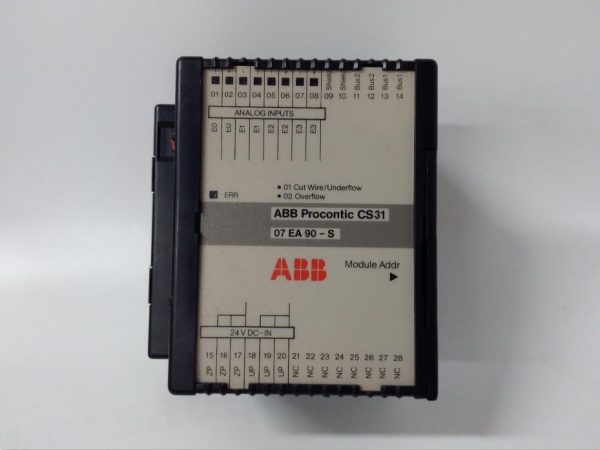 + - + - + - + Shield Shield Bus2 Bus2 Bus1 Bus1
01 02 03 04 05 06 07 08 09 10 11 12 13 14
ANALOG INPUTS
E0 E0 E1 E1 E2 E2 E3 E3
ERR
01 Cut Wire/Underflow
02 Overflow
ABB Procontic CS31
07 EA 90-S
ABB
Module Addr
24 V DC-IN
15 16 17 18 19 20 21 22 23 24 25 26 27 28
ZP ZP ZP UP UP UP NC NC NC NC NC NC NC NC